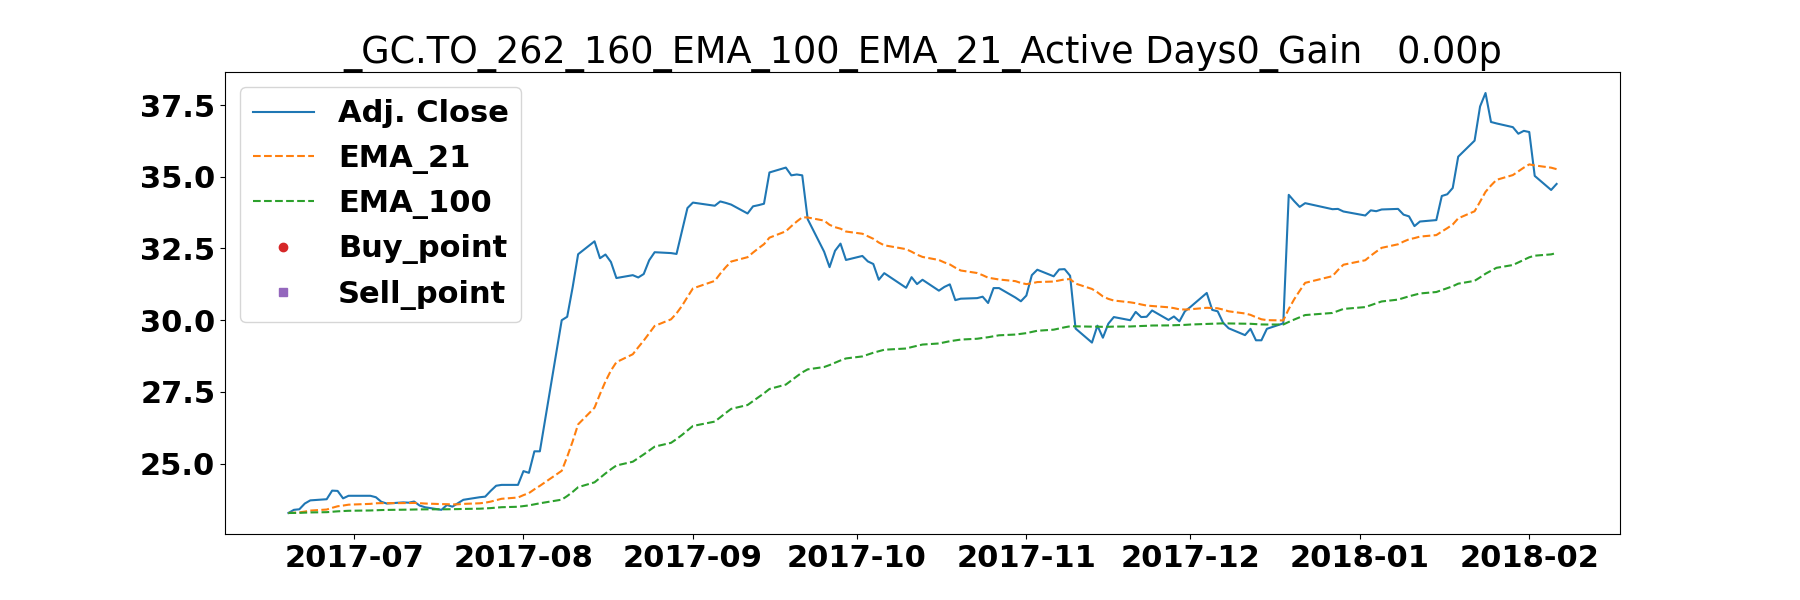 _GC.TO_262_160_EMA_100_EMA_21_Active Days0_Gain   0.00p
37.5
35.0
32.5
30.0
27.5
25.0
Adj. Close
EMA_21
EMA_100
Buy_point
Sell_point
2017-07 2017-08 2017-09 2017-10 2017-11 2017-12 2018-01 2018-02